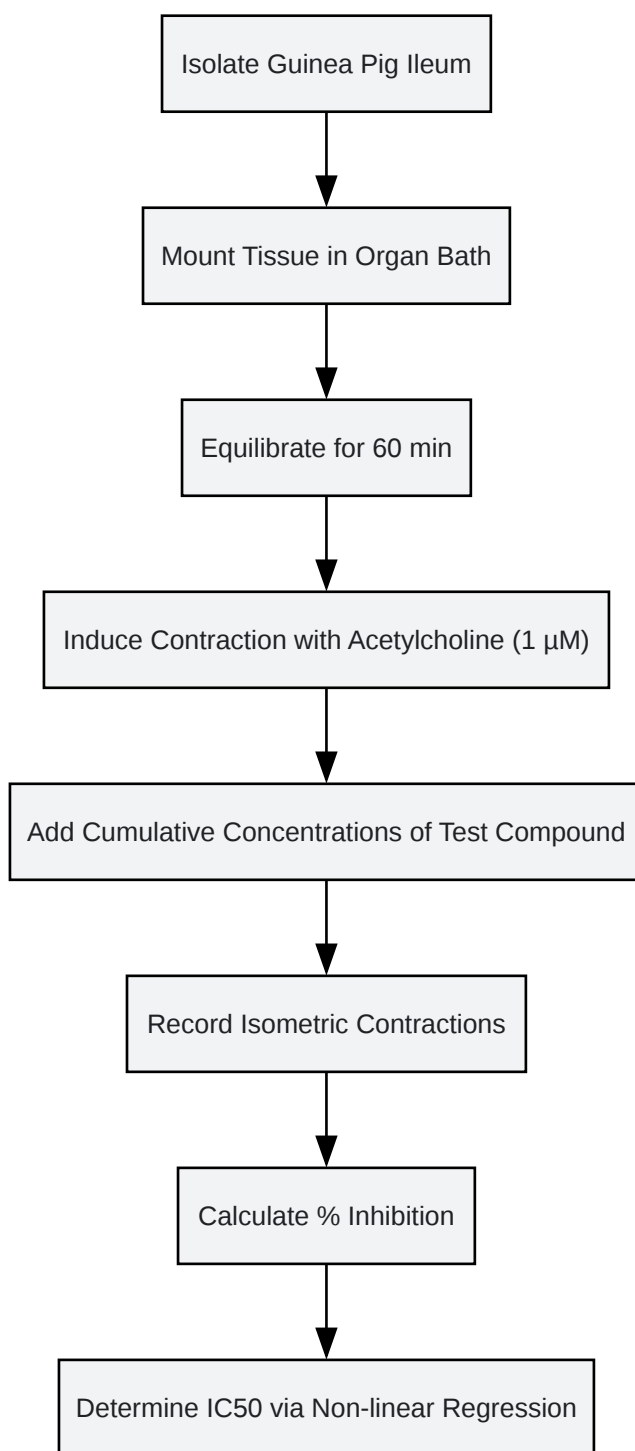 Isolate Guinea Pig Ileum
Mount Tissue in Organ Bath
Equilibrate for 60 min
Induce Contraction with Acetylcholine (1 µM)
Add Cumulative Concentrations of Test Compound
Record Isometric Contractions
Calculate % Inhibition
Determine IC50 via Non-linear Regression